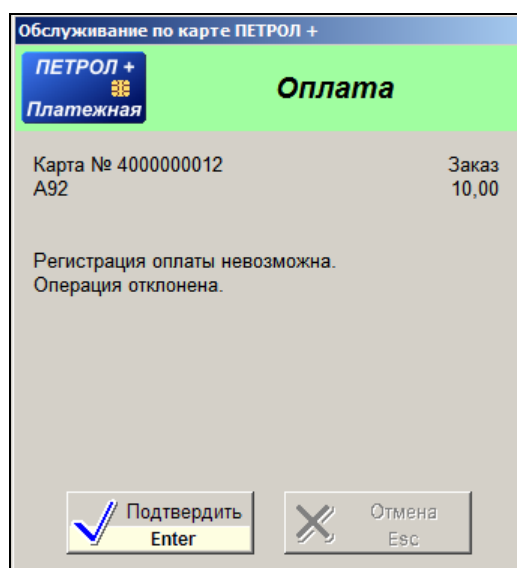 Обслуживание по карте ПЕТРОЛ +
ПЕТРОЛ +
Платежная
Оплата
Карта № 4000000012 Заказ
А92 10,00
Регистрация оплаты невозможна.
Операция отклонена.
Подтвердить
Enter
Отмена
Esc